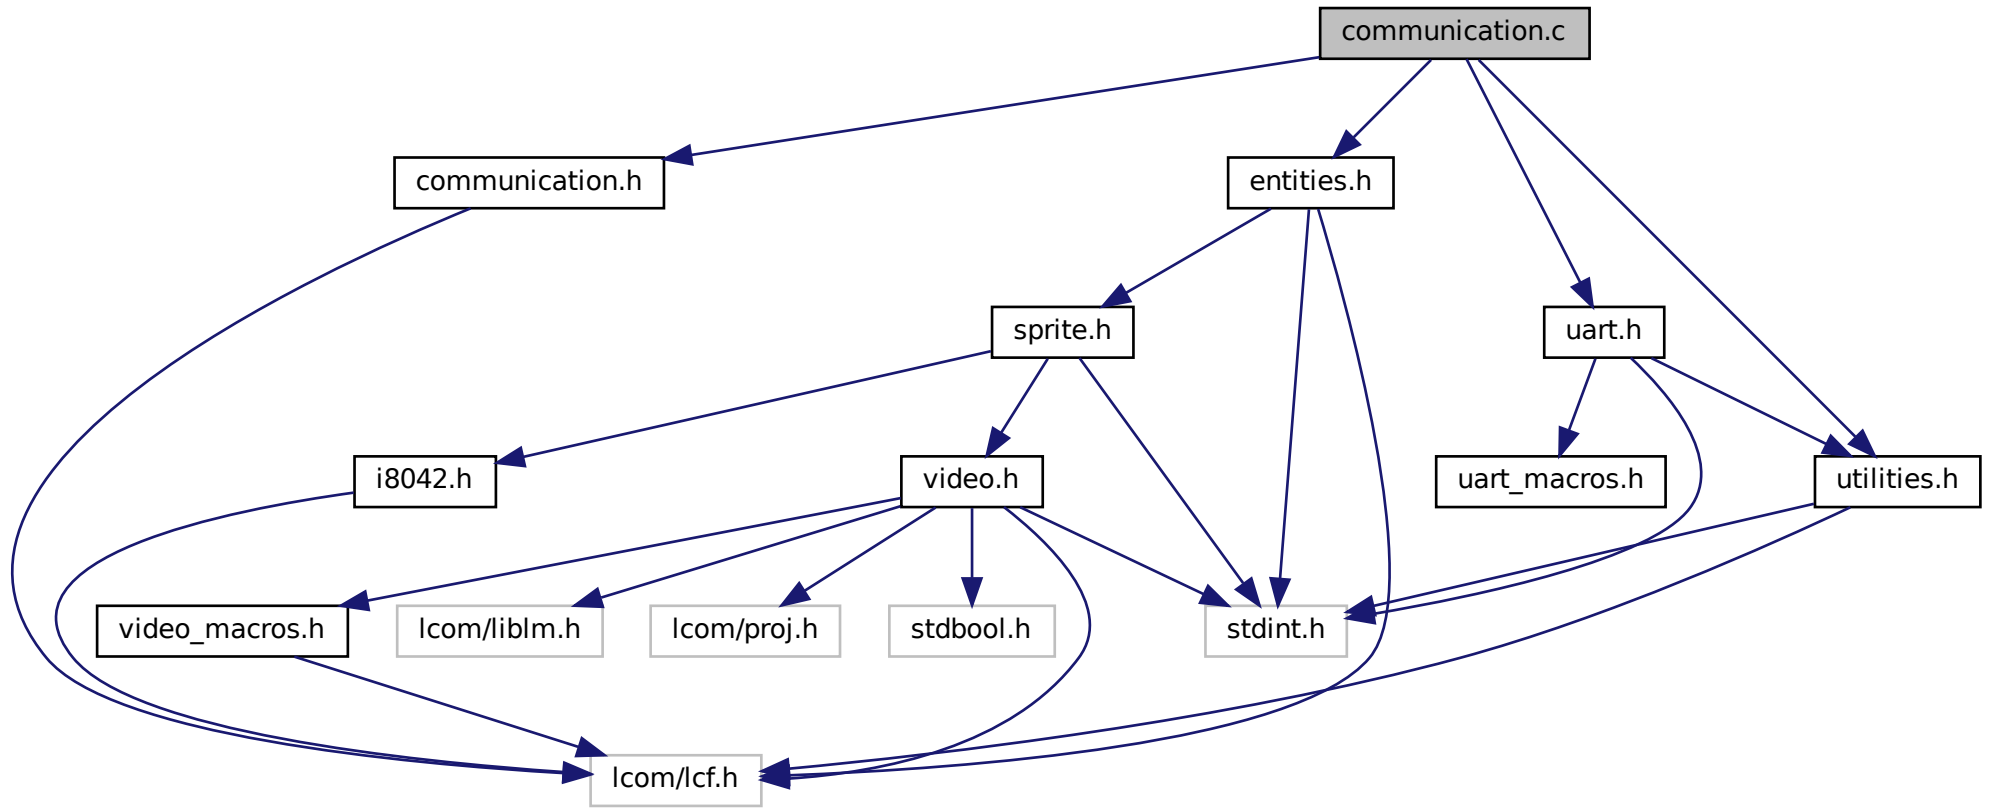 communication.c
communication.h
entities.h
sprite.h
uart.h
i8042.h
video.h
uart_macros.h
utilities.h
video_macros.h
lcom/liblm.h
lcom/proj.h
stdbool.h
stdint.h
lcom/lcf.h